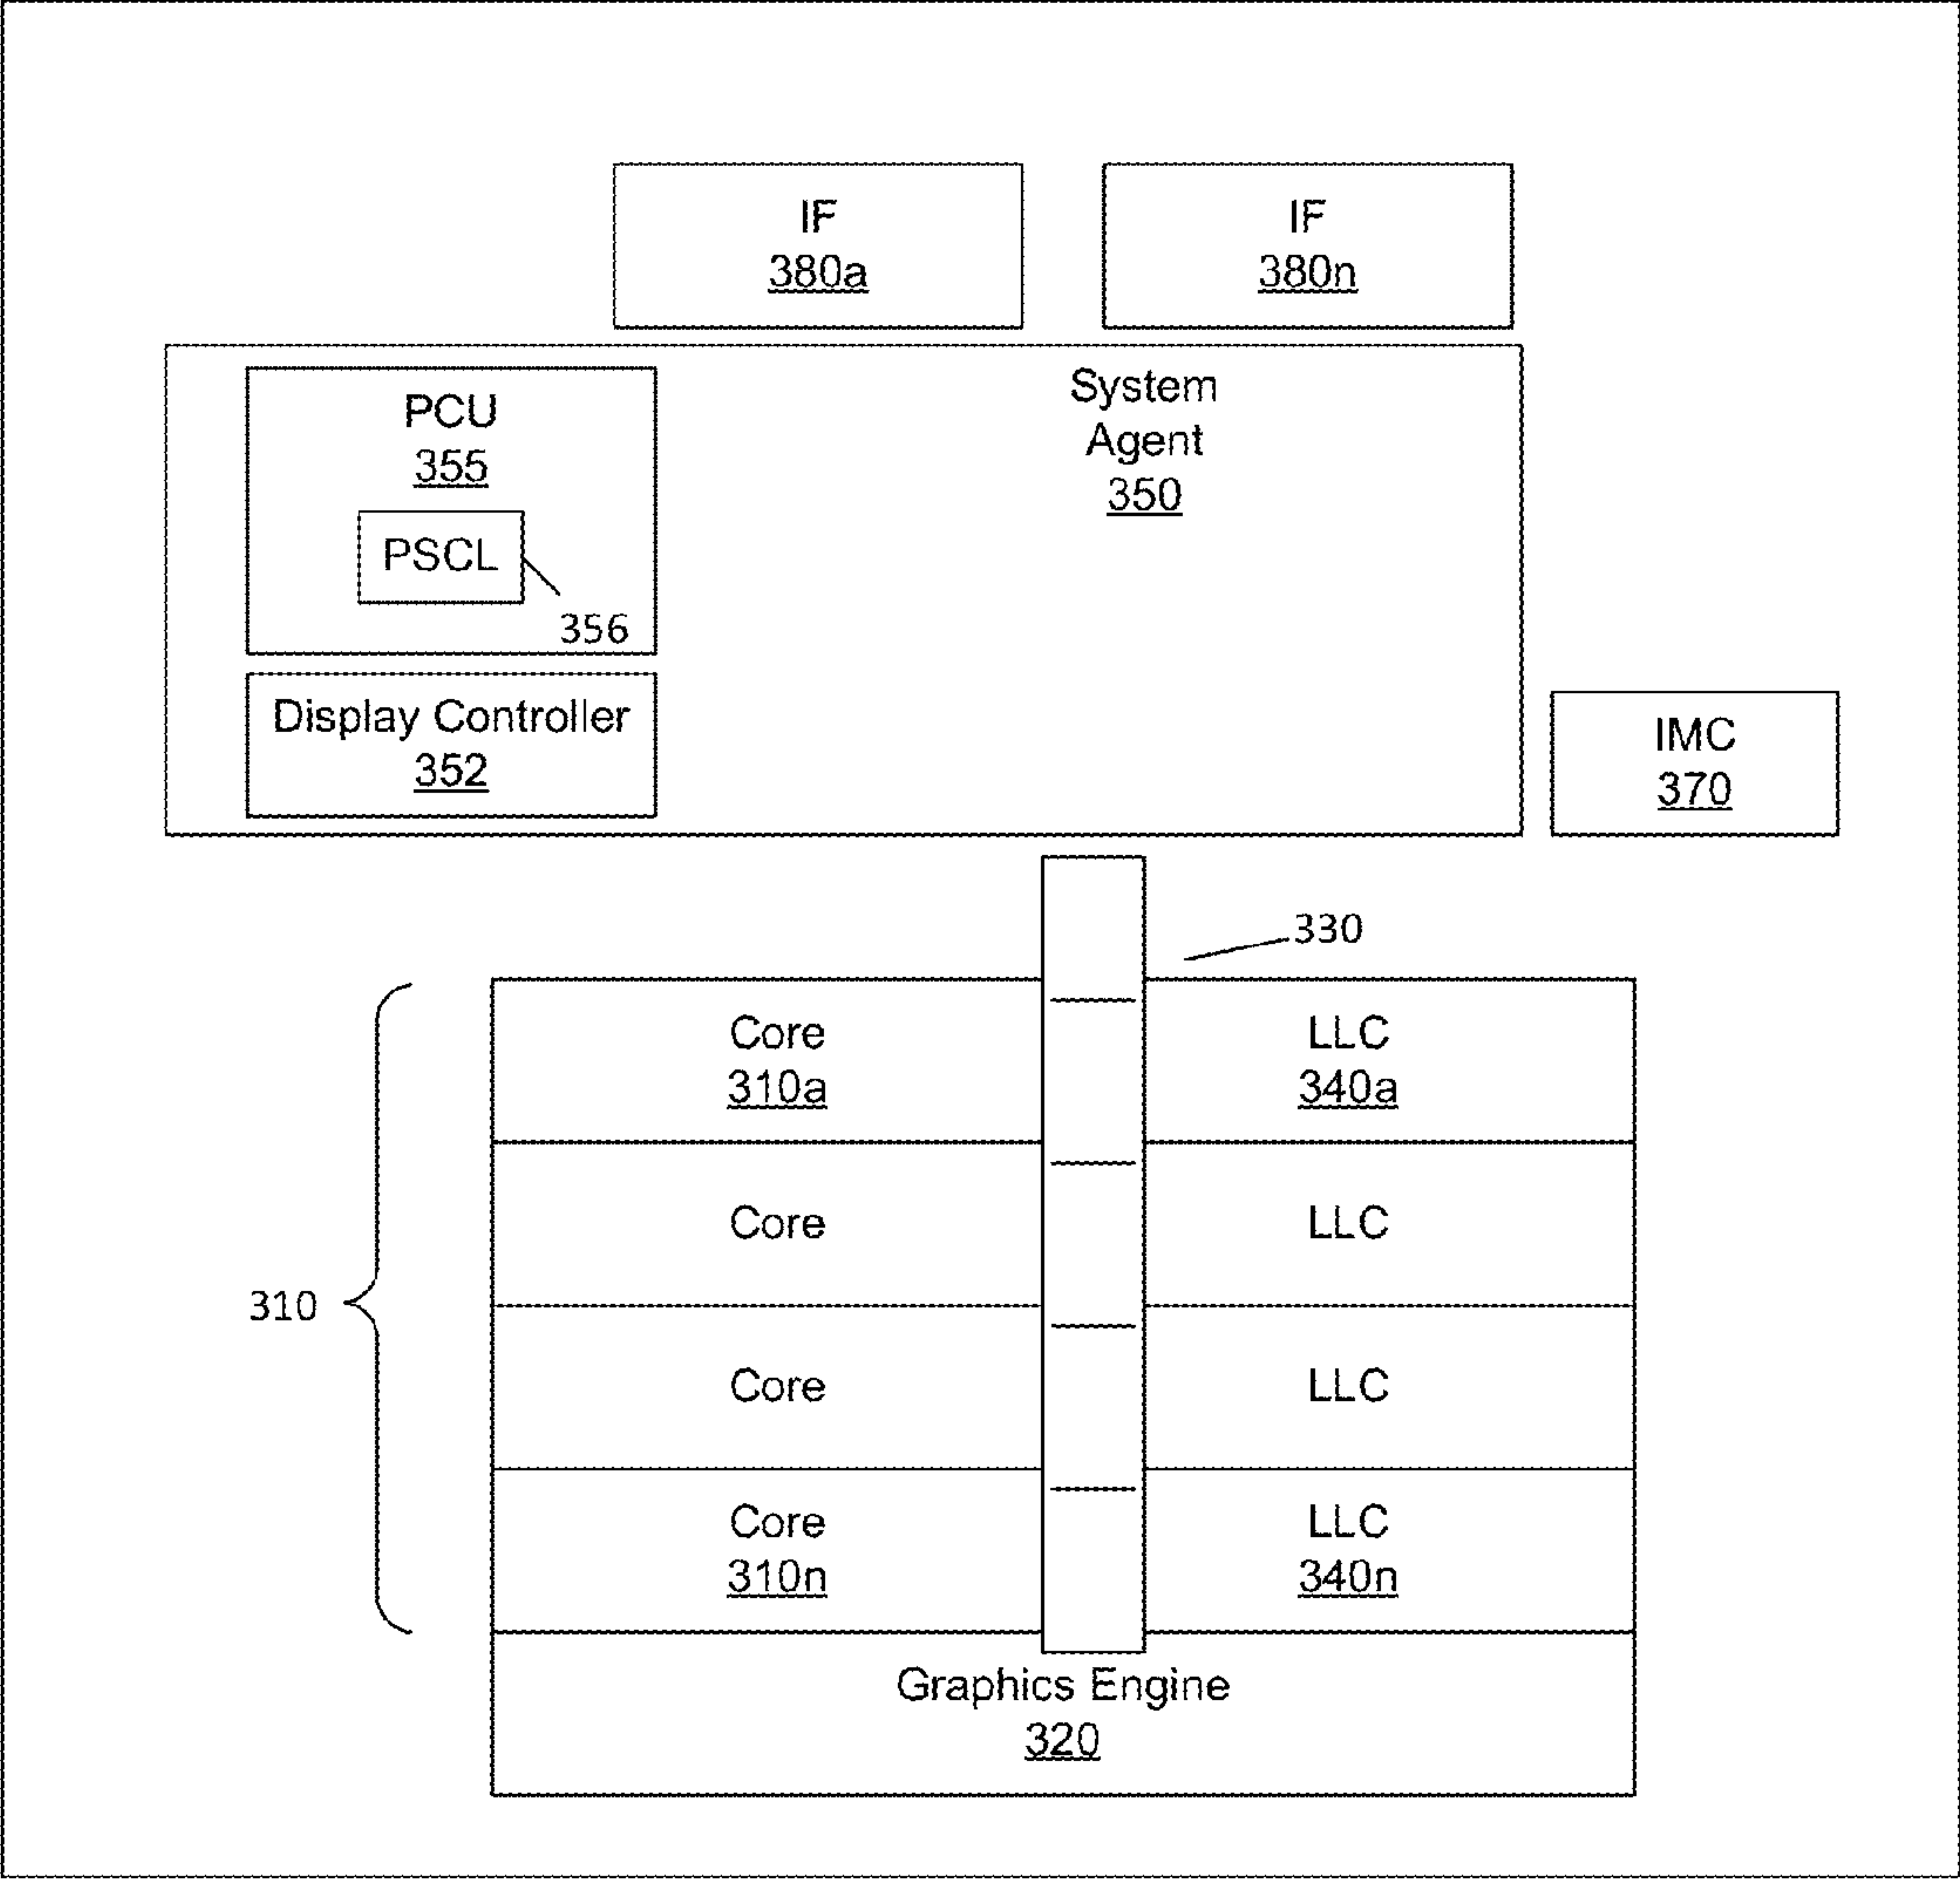 IF
380a
IF
380n
System
Agent
350
PCU
355
PSCL
356
Display Controller
352
IMC
370
330
310
Core
310a
LLC
340a
Core
LLC
Core
LLC
Core
310n
LLC
340n
Graphics Engine
320